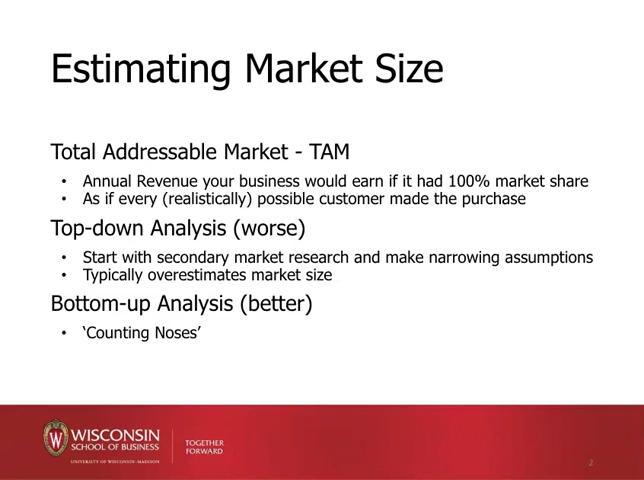 Estimating Market Size
Total Addressable Market - TAM
• Annual Revenue your business would earn if it had 100% market share
• As if every (realistically) possible customer made the purchase
Top-down Analysis (worse)
• Start with secondary market research and make narrowing assumptions
• Typically overestimates market size
Bottom-up Analysis (better)
• ‘Counting Noses’
W
WISCONSIN
SCHOOL OF BUSINESS
UNIVERSITY OF WISCONSIN-MADISON
TOGETHER
FORWARD
2